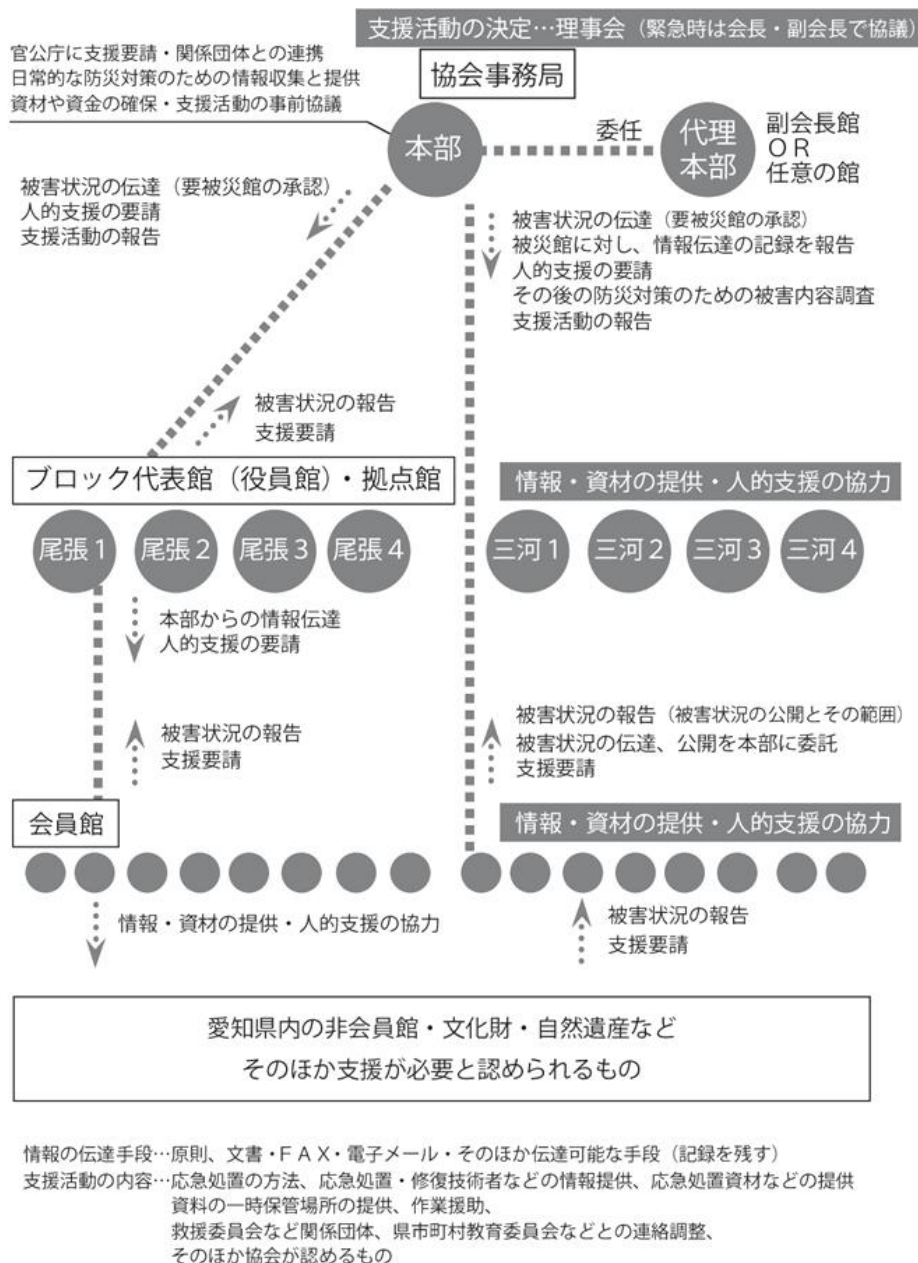 支援活動の決定…理事会（緊急時は会長・副会長で協議）
官公庁に支援要請・関係団体との連携
日常的な防災対策のための情報収集と提供
資材や資金の確保・支援活動の事前協議
協会事務局
本部
委任
代理
本部
副会長館
ＯＲ
任意の館
被害状況の伝達（要被災館の承認）
人的支援の要請
支援活動の報告
被害状況の伝達（要被災館の承認）
被災館に対し、情報伝達の記録を報告
人的支援の要請
その後の防災対策のための被害内容調査
支援活動の報告
被害状況の報告
支援要請
ブロック代表館（役員館）・拠点館
情報・資材の提供・人的支援の協力
尾張１ 尾張２ 尾張３ 尾張４ 三河１ 三河２ 三河３ 三河４
本部からの情報伝達
人的支援の要請
被害状況の報告
支援要請
被害状況の報告（被害状況の公開とその範囲）
被害状況の伝達、公開を本部に委託
支援要請
会員館
情報・資材の提供・人的支援の協力
情報・資材の提供・人的支援の協力
被害状況の報告
支援要請
愛知県内の非会員館・文化財・自然遺産など
そのほか支援が必要と認められるもの
情報の伝達手段…原則、文書・ＦＡＸ・電子メール・そのほか伝達可能な手段（記録を残す）
支援活動の内容…応急処置の方法、応急処置・修復技術者などの情報提供、応急処置資材などの提供
資料の一時保管場所の提供、作業援助、
救援委員会など関係団体、県市町村教育委員会などとの連絡調整、
そのほか協会が認めるもの